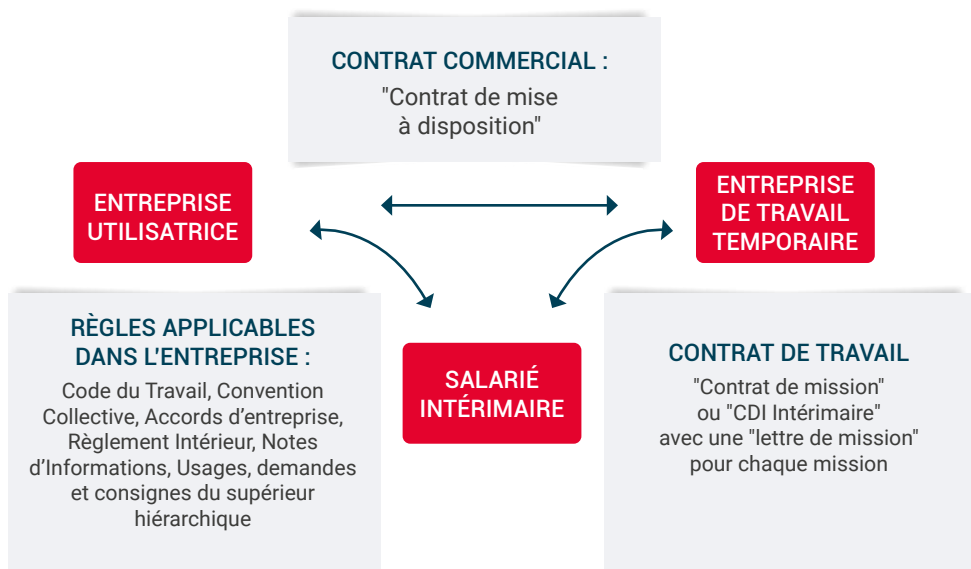 CONTRAT COMMERCIAL :
"Contrat de mise
à disposition"
ENTREPRISE
UTILISATRICE
ENTREPRISE
DE TRAVAIL
TEMPORAIRE
RÈGLES APPLICABLES
DANS L'ENTREPRISE :
Code du Travail, Convention
Collective, Accords d'entreprise,
Règlement Intérieur, Notes
d'Informations, Usages, demandes
et consignes du supérieur
hiérarchique
SALARIÉ
INTÉRIMAIRE
CONTRAT DE TRAVAIL
"Contrat de mission"
ou "CDI Intérimaire"
avec une "lettre de mission"
pour chaque mission